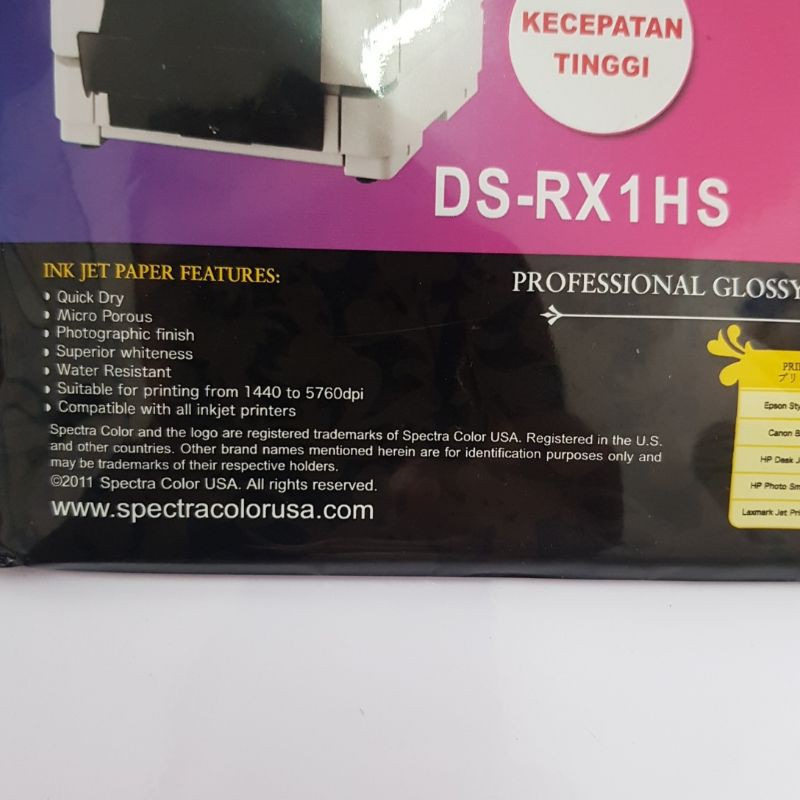 KECEPATAN
TINGGI
DS-RX1HS
INK JET PAPER FEATURES:
Quick Dry
Micro Porous
Photographic finish
Superior whiteness
Water Resistant
Suitable for printing from 1440 to 5760dpi
Compatible with all inkjet printers
Spectra Color and the logo are registered trademarks of Spectra Color USA. Registered in the U.S.
and other countries. Other brand names mentioned herein are for identification purposes only and
may be trademarks of their respective holders.
©2011 Spectra Color USA. All rights reserved.
www.spectracolorusa.com
PROFESSIONAL GLOSSY
Epson
Canon
HP Desk
HP Photo
Laxmark Jet